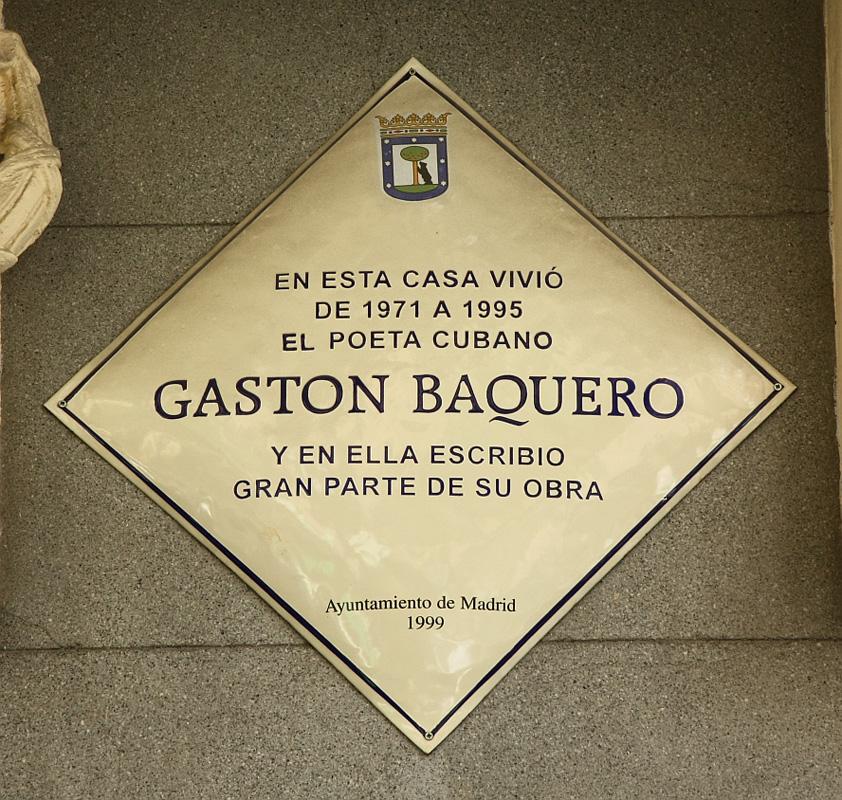 EN ESTA CASA VIVIÓ
DE 1971 A 1995
EL POETA CUBANO
GASTON BAQUERO
Y EN ELLA ESCRIBIO
GRAN PARTE DE SU OBRA
Ayuntamiento de Madrid
1999